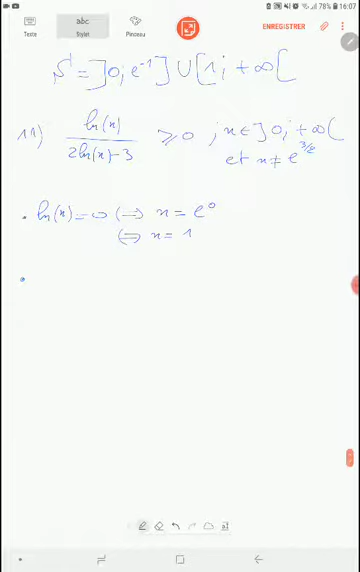 78% 16:07
abc
ENREGISTRER
Texte Stylet Pinceau
S = ]0; e⁻¹] ∪ [1; +∞[
11) ln(x) / 2ln(x)-3 ≥ 0 ; x ∈ ]0; +∞[
et x ≠ e^3/2
• ln(x) = 0 ⟺ x = e⁰
⟺ x = 1
•